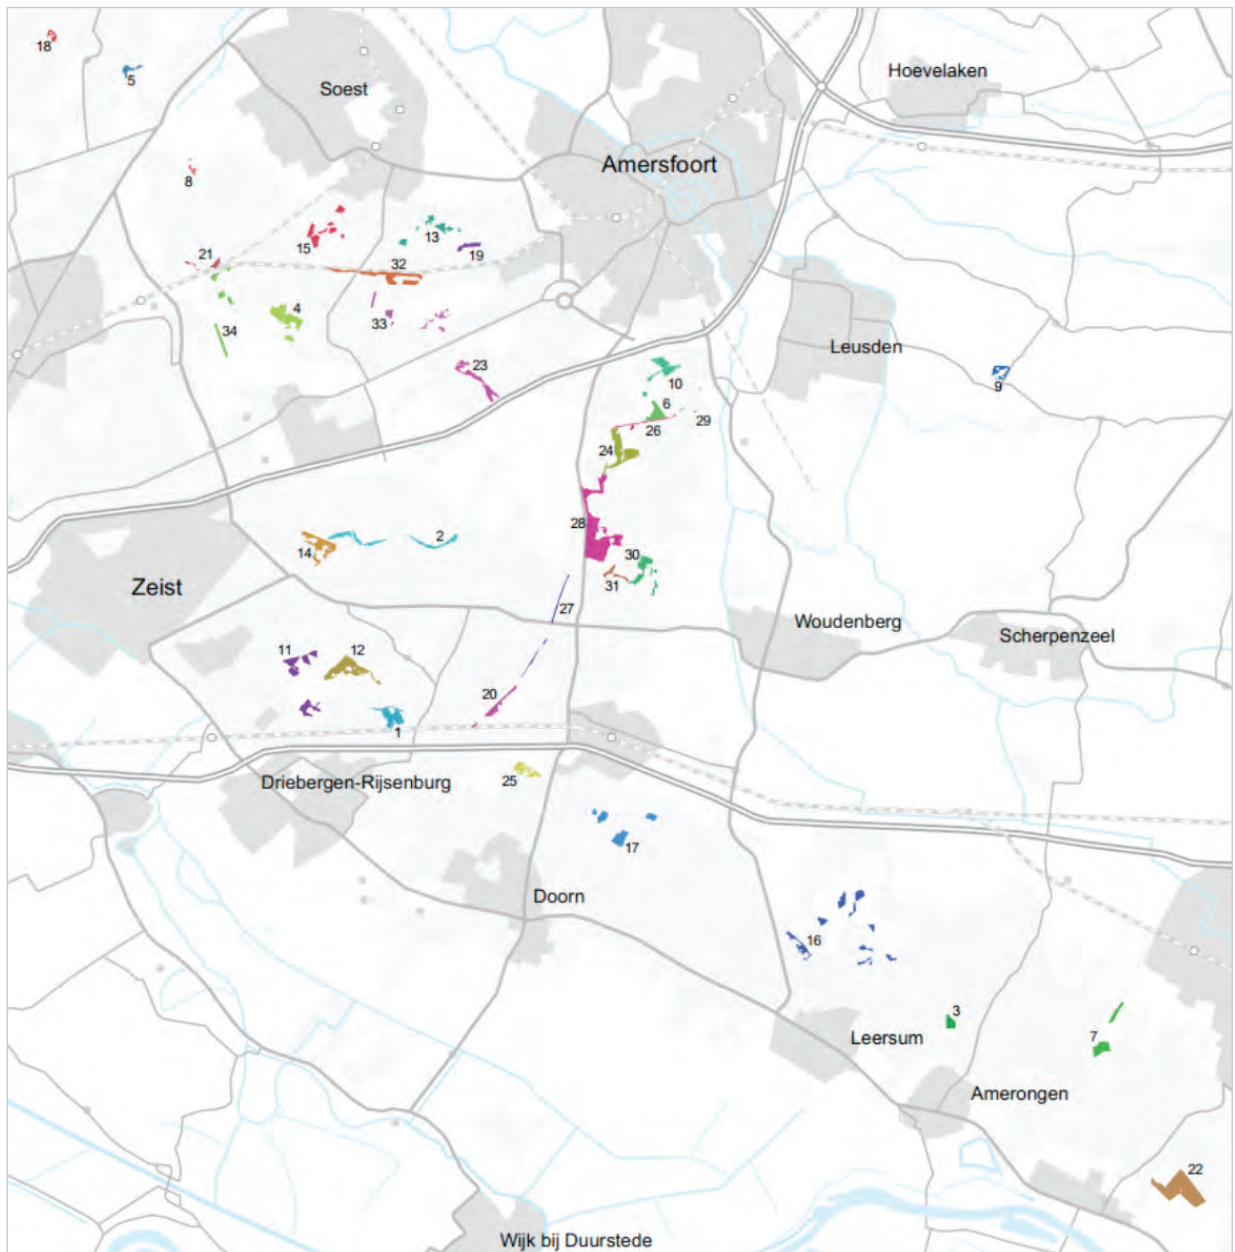 18
5
Soest
Hoevelaken
Amersfoort
8
15
13
19
21
32
4
33
34
Leusden
23
10
9
6
29
26
24
28
2
14
30
31
Zeist
27
Woudenberg
Scherpenzeel
11
12
20
1
Driebergen-Rijsenburg
25
17
Doorn
16
3
Leersum
7
Amerongen
22
Wijk bij Duurstede